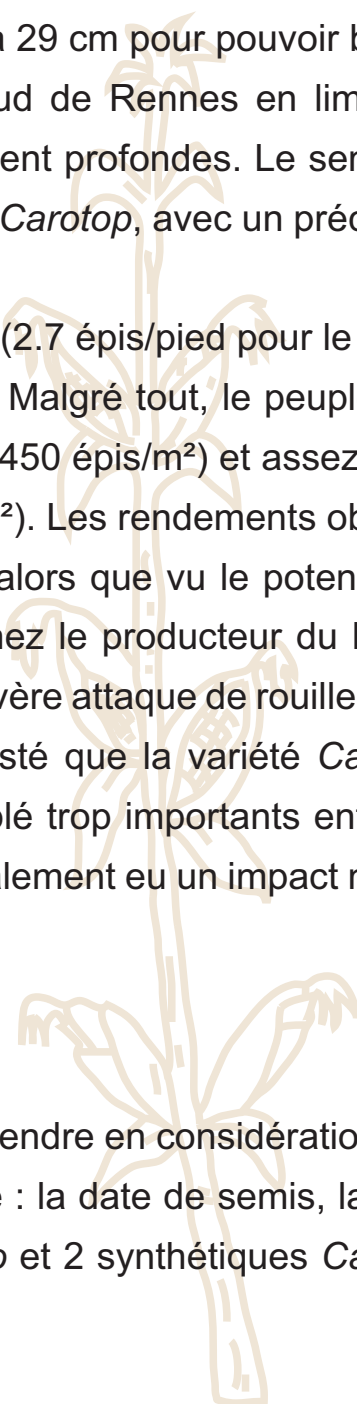 à 29 cm pour pouvoir b
ud de Rennes en lim
ent profondes. Le ser
Carotop, avec un préc
(2.7 épis/pied pour le
Malgré tout, le peupl
450 épis/m²) et assez
²). Les rendements ob
alors que vu le poten
nez le producteur du
vère attaque de rouille
sté que la variété Ca
olé trop importants en
alement eu un impact
endre en considératio
: la date de semis, la
et 2 synthétiques Ca